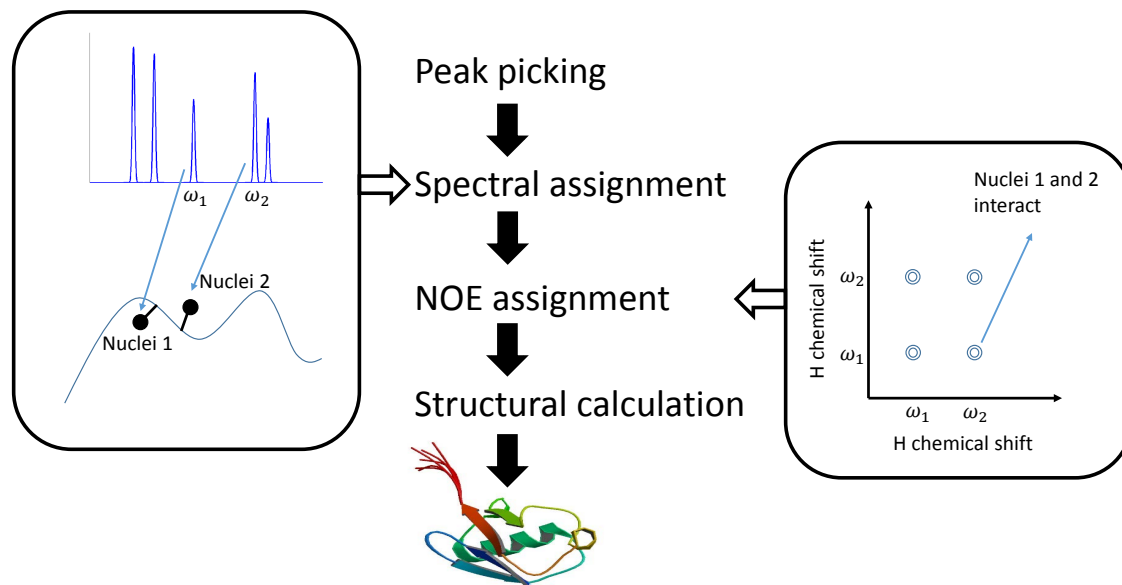 ω₁
ω₂
Nuclei 2
Nuclei 1
Peak picking
Spectral assignment
NOE assignment
Structural calculation
Nuclei 1 and 2
interact
H chemical shift
ω₂
ω₁
ω₁
ω₂
H chemical shift